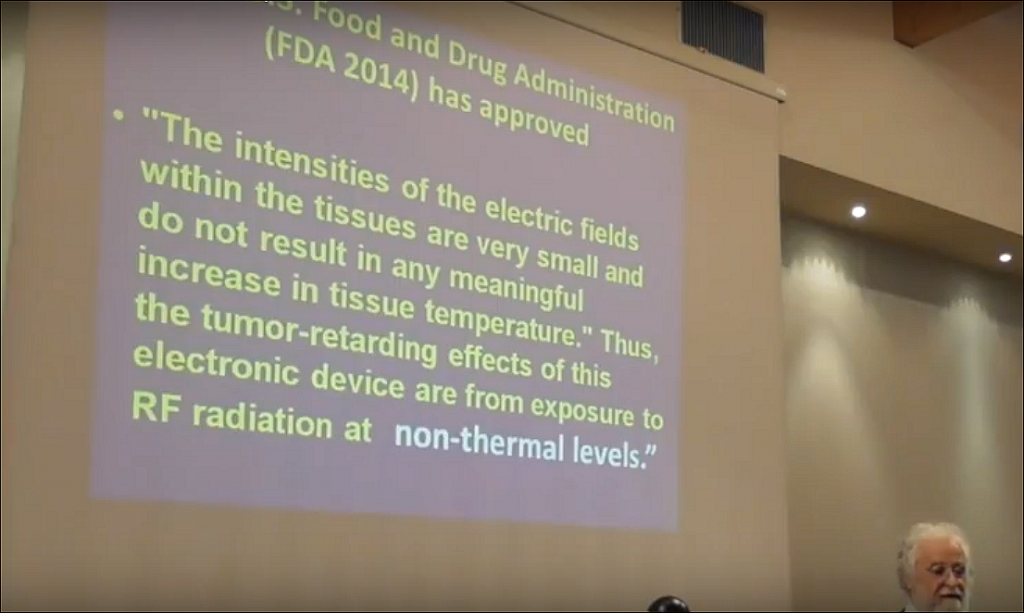 Food and Drug Administration
(FDA 2014) has approved
• "The intensities of the electric fields
within the tissues are very small and
do not result in any meaningful
increase in tissue temperature." Thus,
the tumor-retarding effects of this
electronic device are from exposure to
RF radiation at non-thermal levels.”